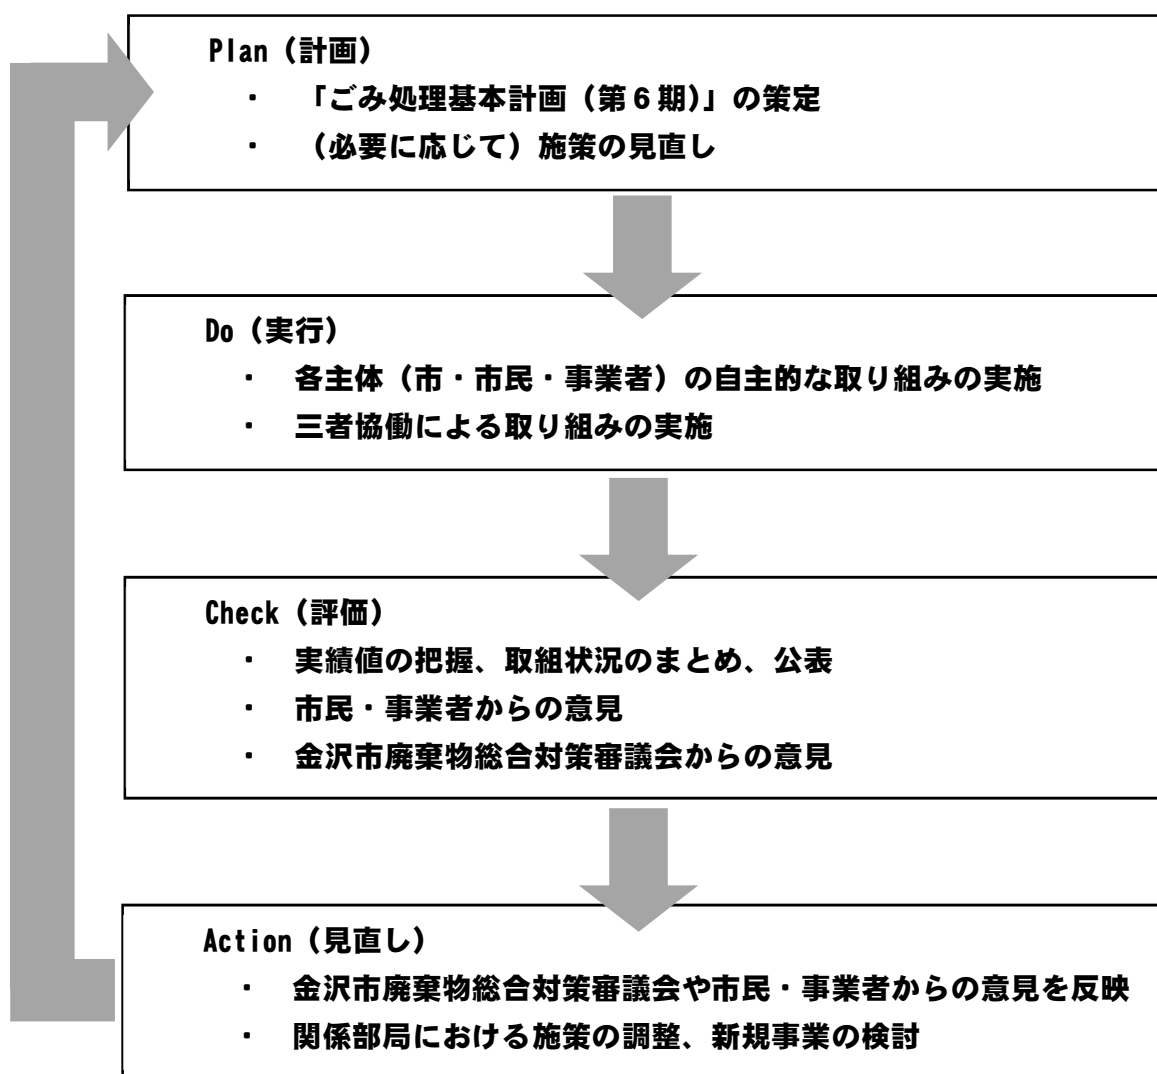 Plan（計画）
・ 「ごみ処理基本計画（第６期）」の策定
・ （必要に応じて）施策の見直し
Do（実行）
・ 各主体（市・市民・事業者）の自主的な取り組みの実施
・ 三者協働による取り組みの実施
Check（評価）
・ 実績値の把握、取組状況のまとめ、公表
・ 市民・事業者からの意見
・ 金沢市廃棄物総合対策審議会からの意見
Action（見直し）
・ 金沢市廃棄物総合対策審議会や市民・事業者からの意見を反映
・ 関係部局における施策の調整、新規事業の検討